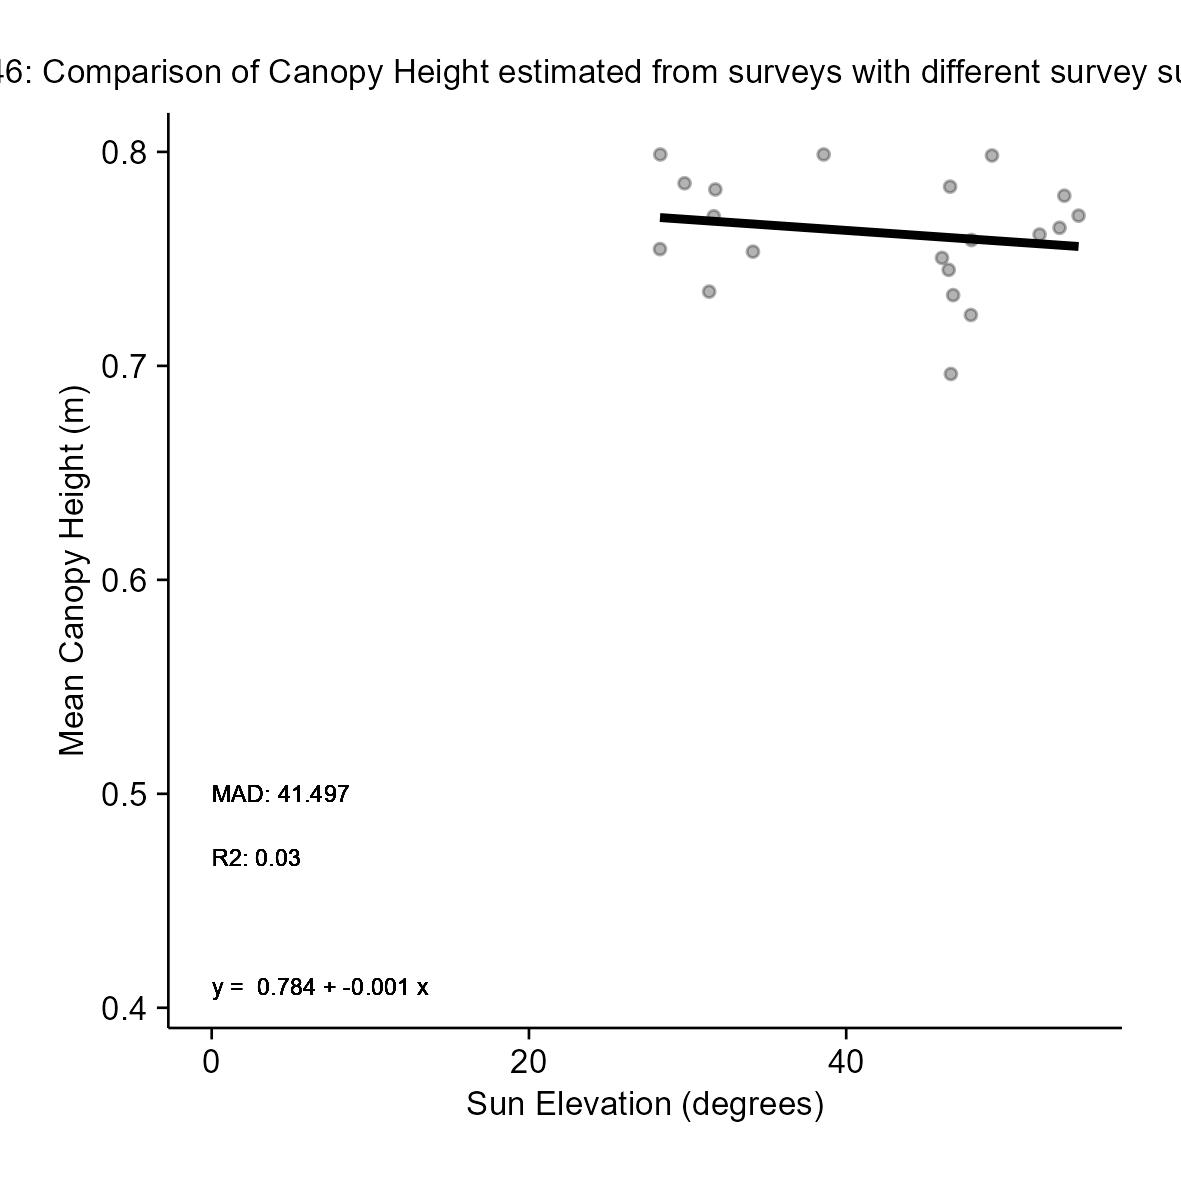 46: Comparison of Canopy Height estimated from surveys with different survey
0.8
0.7
0.6
0.5
0.4
Mean Canopy Height (m)
MAD: 41.497
R2: 0.03
y = 0.784 + -0.001 x
0 20 40
Sun Elevation (degrees)